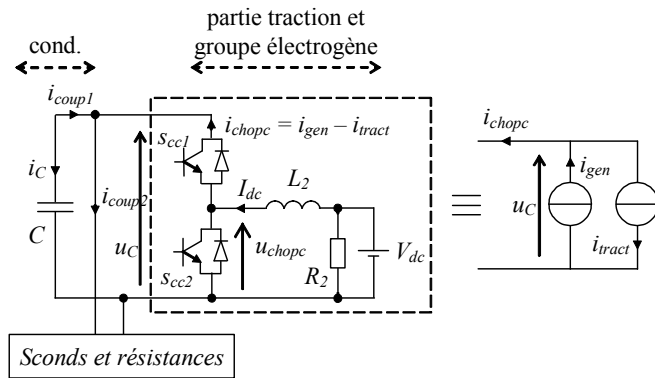 partie traction et
groupe électrogène
cond.
i_coup1
i_chopc = i_gen – i_tract
s_cc1
i_C
i_coup2
I_dc
L_2
C
u_C
s_cc2
u_chopc
R_2
V_dc
Sconds et résistances
i_chopc
i_gen
u_C
i_tract